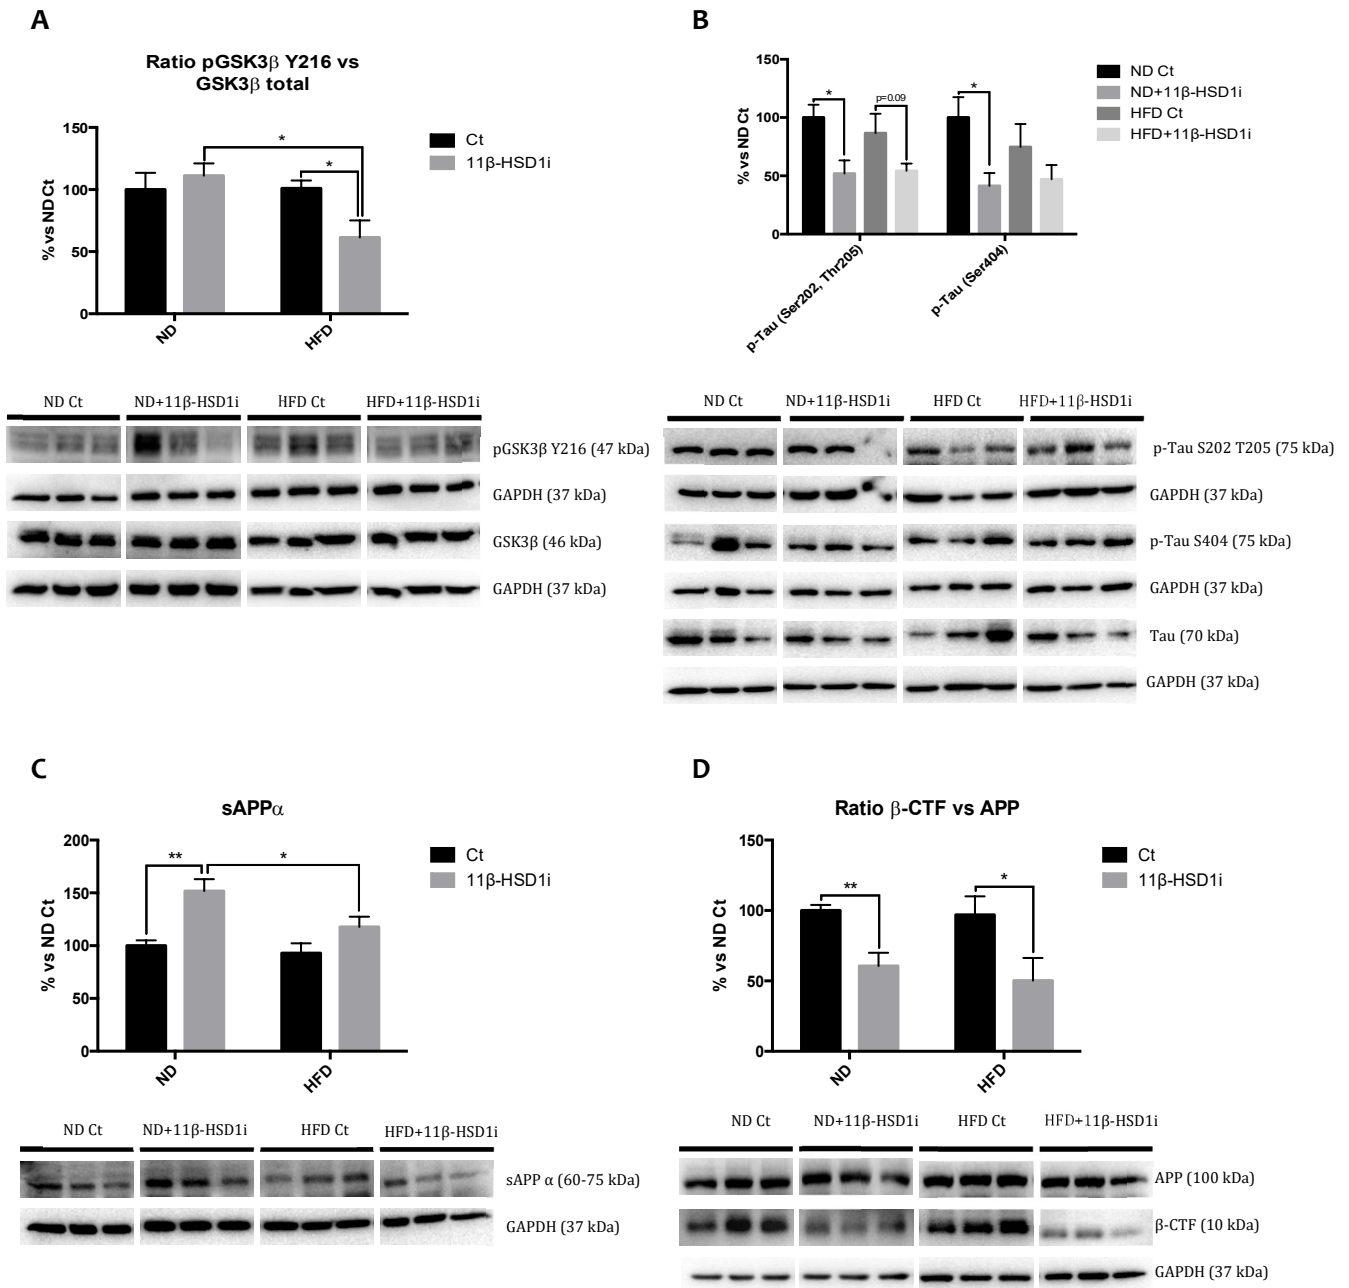 A
Ratio pGSK3β Y216 vs
GSK3β total
% vs ND Ct
150
100
50
0
*
*
ND
HFD
Ct
11β-HSD1i
ND Ct
ND+11β-HSD1i
HFD Ct
HFD+11β-HSD1i
pGSK3β Y216 (47 kDa)
GAPDH (37 kDa)
GSK3β (46 kDa)
GAPDH (37 kDa)
B
% vs ND Ct
150
100
50
0
*
p=0.09
*
p-Tau (Ser202, Thr205)
p-Tau (Ser404)
ND Ct
ND+11β-HSD1i
HFD Ct
HFD+11β-HSD1i
ND Ct
ND+11β-HSD1i
HFD Ct
HFD+11β-HSD1i
p-Tau S202 T205 (75 kDa)
GAPDH (37 kDa)
p-Tau S404 (75 kDa)
GAPDH (37 kDa)
Tau (70 kDa)
GAPDH (37 kDa)
C
sAPPα
% vs ND Ct
200
150
100
50
0
**
*
ND
HFD
Ct
11β-HSD1i
ND Ct
ND+11β-HSD1i
HFD Ct
HFD+11β-HSD1i
sAPP α (60-75 kDa)
GAPDH (37 kDa)
D
Ratio β-CTF vs APP
% vs ND Ct
150
100
50
0
**
*
ND
HFD
Ct
11β-HSD1i
ND Ct
ND+11β-HSD1i
HFD Ct
HFD+11β-HSD1i
APP (100 kDa)
β-CTF (10 kDa)
GAPDH (37 kDa)